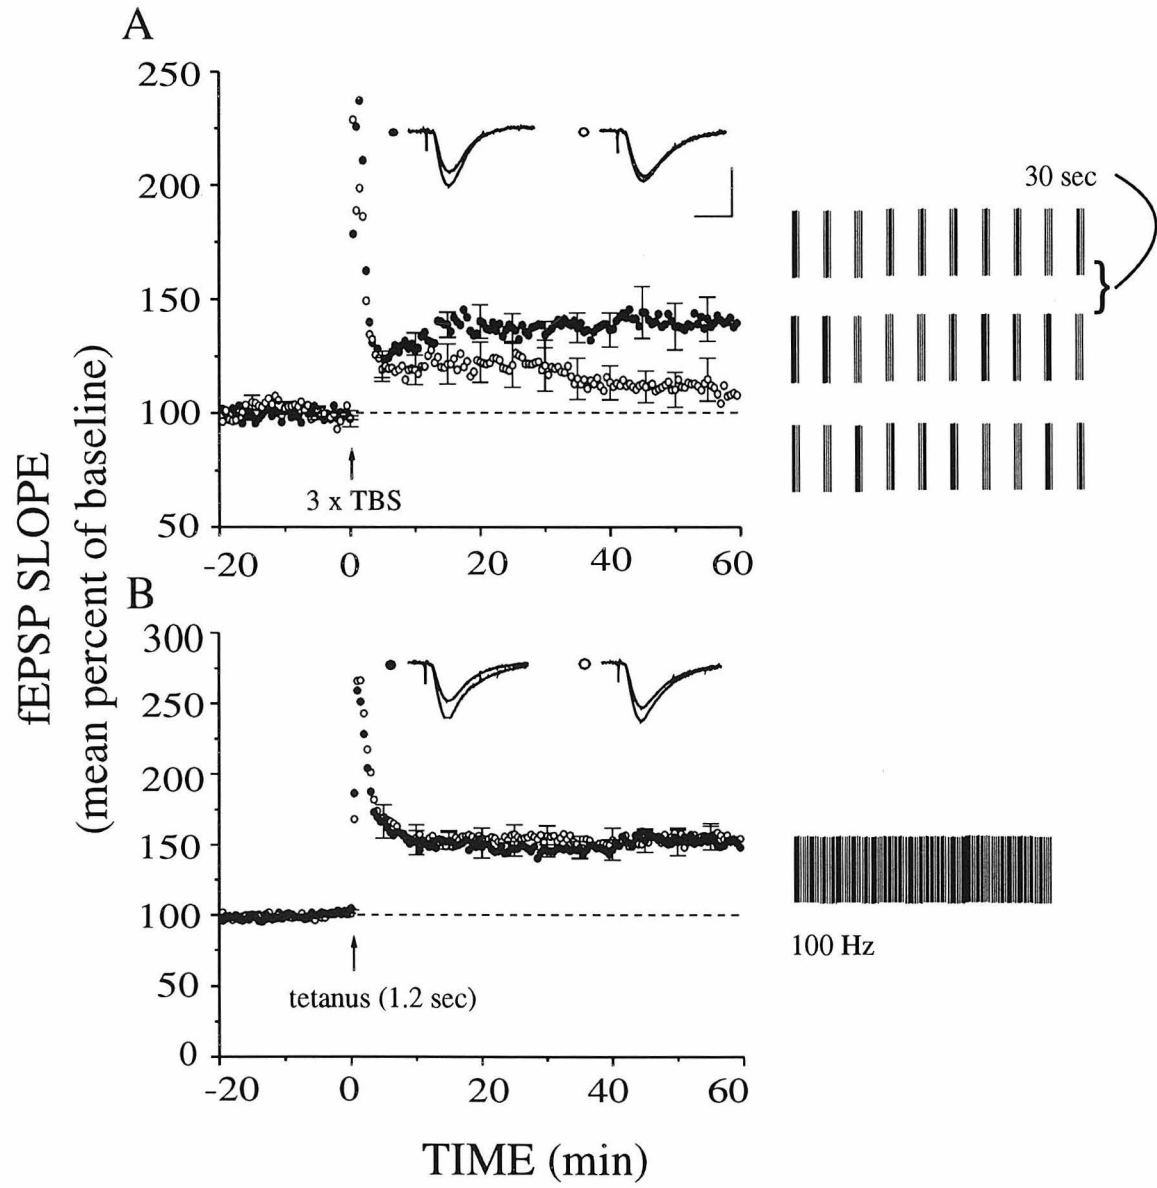 A
250
200
150
100
50
-20 0 20 40 60
3 x TBS
30 sec
B
300
250
200
150
100
50
0
-20 0 20 40 60
tetanus (1.2 sec)
100 Hz
fEPSP SLOPE
(mean percent of baseline)
TIME (min)